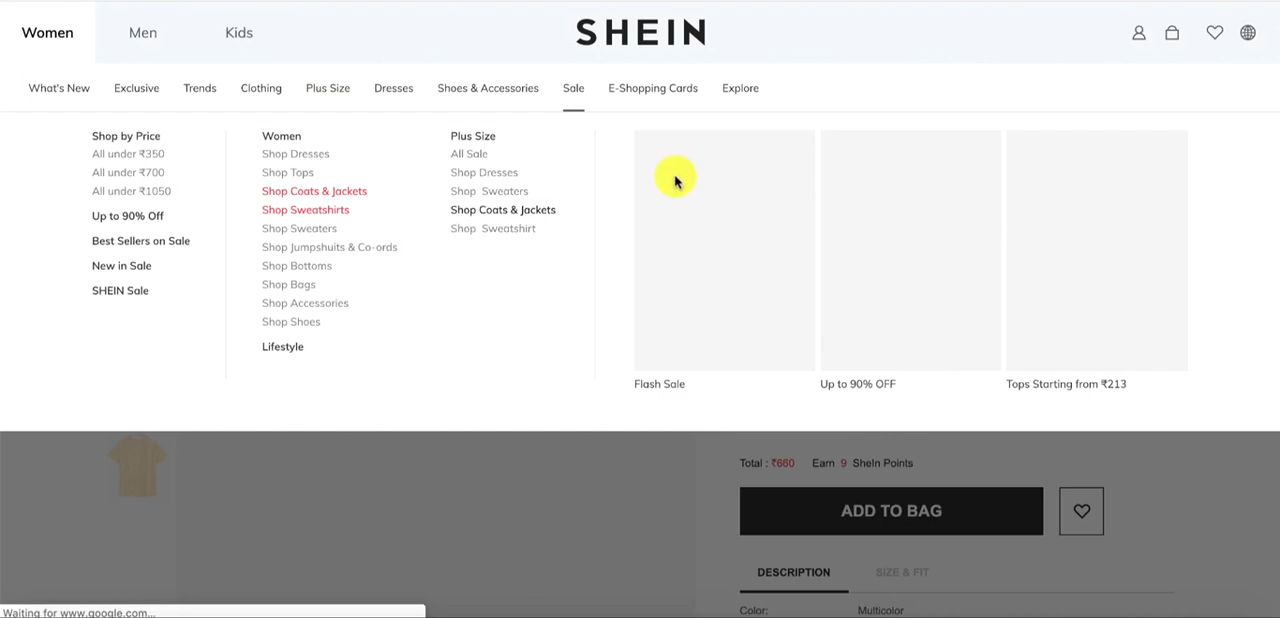 Women
Men
Kids
SHEIN
What's New
Exclusive
Trends
Clothing
Plus Size
Dresses
Shoes & Accessories
Sale
E-Shopping Cards
Explore
Shop by Price
All under ₹350
All under ₹700
All under ₹1050
Up to 90% Off
Best Sellers on Sale
New in Sale
SHEIN Sale
Women
Shop Dresses
Shop Tops
Shop Coats & Jackets
Shop Sweatshirts
Shop Sweaters
Shop Jumpshuits & Co-ords
Shop Bottoms
Shop Bags
Shop Accessories
Shop Shoes
Lifestyle
Plus Size
All Sale
Shop Dresses
Shop Sweaters
Shop Coats & Jackets
Shop Sweatshirt
Flash Sale
Up to 90% OFF
Tops Starting from ₹213
Total : ₹660 Earn 9 SheIn Points
ADD TO BAG
DESCRIPTION
SIZE & FIT
Color: Multicolor
Waiting for www.google.com...